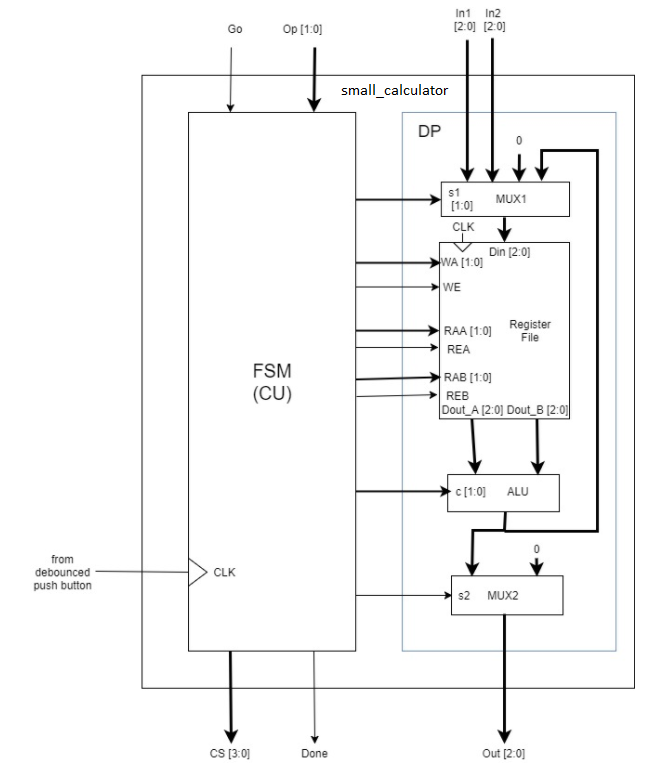 Go
Op [1:0]
In1
[2:0]
In2
[2:0]
small_calculator
DP
0
s1
[1:0]
MUX1
CLK
Din [2:0]
WA [1:0]
WE
RAA [1:0]
REA
Register
File
RAB [1:0]
REB
Dout_A [2:0]
Dout_B [2:0]
FSM
(CU)
c [1:0]
ALU
0
s2
MUX2
from
debounced
push button
CLK
CS [3:0]
Done
Out [2:0]